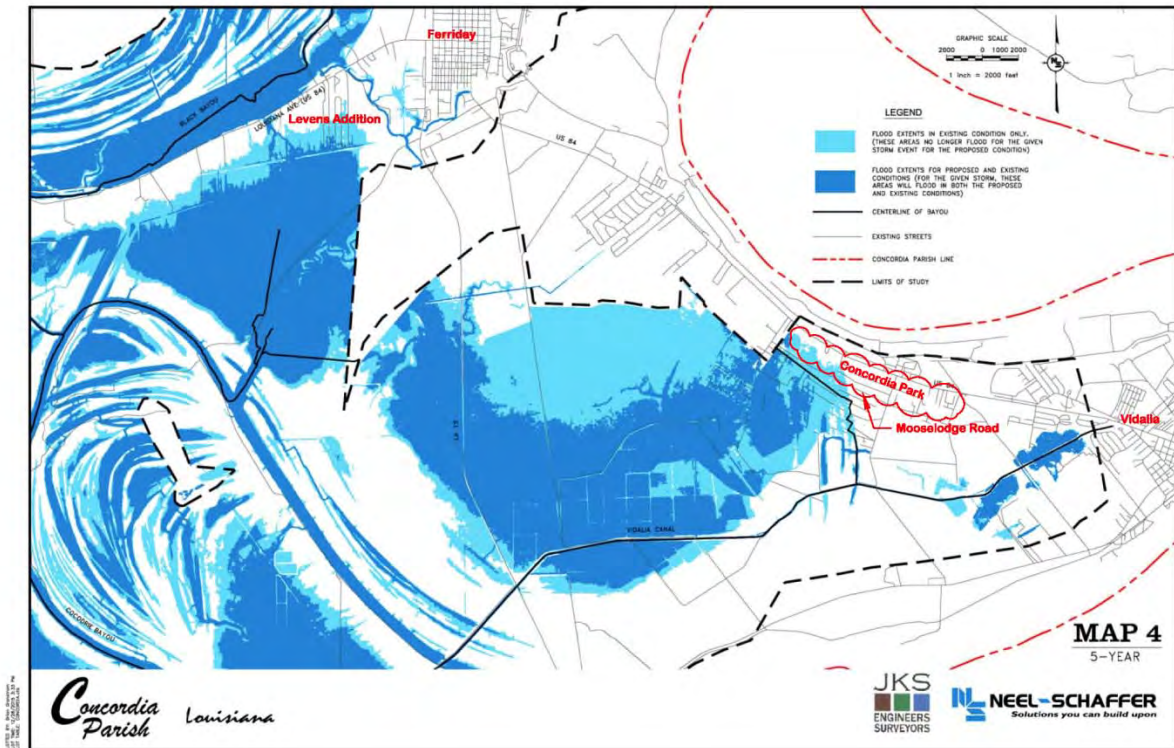 Ferriday
GRAPHIC SCALE
2000 0 1000 2000
1 inch = 2000 feet
NS
BLACK BAYOU
LOUISIANA AVE (US 84)
Levens Addition
US 84
LEGEND
FLOOD EXTENTS IN EXISTING CONDITION ONLY.
(THESE AREAS NO LONGER FLOOD FOR THE GIVEN
STORM EVENT FOR THE PROPOSED CONDITION)
FLOOD EXTENTS FOR PROPOSED AND EXISTING
CONDITIONS (FOR THE GIVEN STORM, THESE
AREAS WILL FLOOD IN BOTH THE PROPOSED
AND EXISTING CONDITIONS)
CENTERLINE OF BAYOU
EXISTING STREETS
CONCORDIA PARISH LINE
LIMITS OF STUDY
Concordia Park
US 84
Mooselodge Road
Vidalia
LA 15
VIDALIA CANAL
COCODRIE BAYOU
MAP 4
5-YEAR
Concordia
Parish
Louisiana
JKS
ENGINEERS
SURVEYORS
NS
NEEL-SCHAFFER
Solutions you can build upon